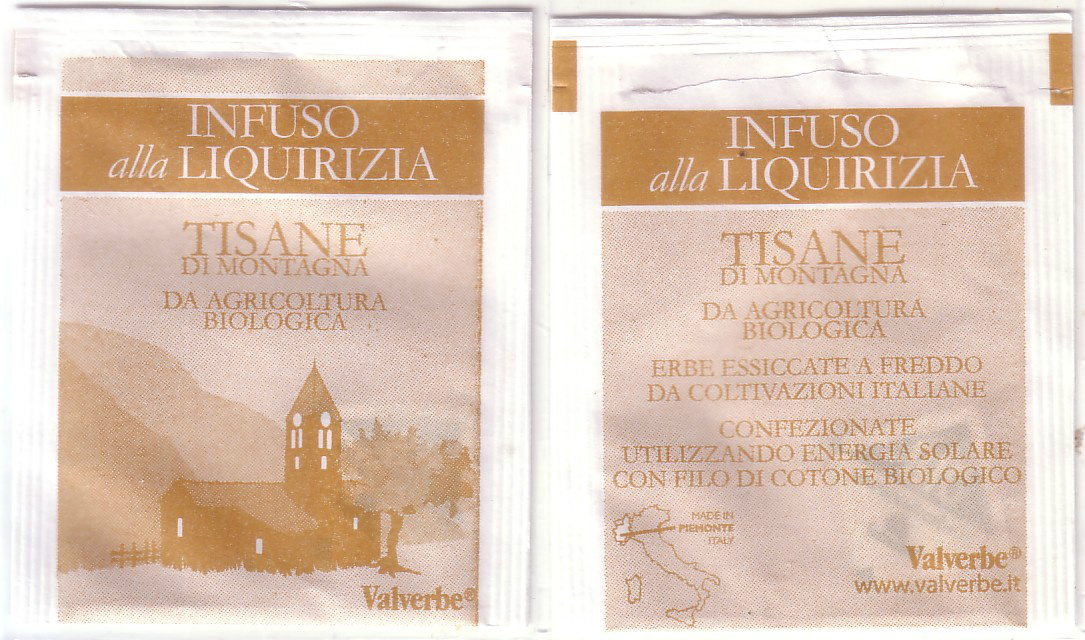 INFUSO
alla LIQUIRIZIA
TISANE
DI MONTAGNA
DA AGRICOLTURA
BIOLOGICA
Valverbe®
INFUSO
alla LIQUIRIZIA
TISANE
DI MONTAGNA
DA AGRICOLTURA
BIOLOGICA
ERBE ESSICCATE A FREDDO
DA COLTIVAZIONI ITALIANE
CONFEZIONATE
UTILIZZANDO ENERGIA SOLARE
CON FILO DI COTONE BIOLOGICO
MADE IN
PIEMONTE
ITALY
Valverbe®
www.valverbe.it